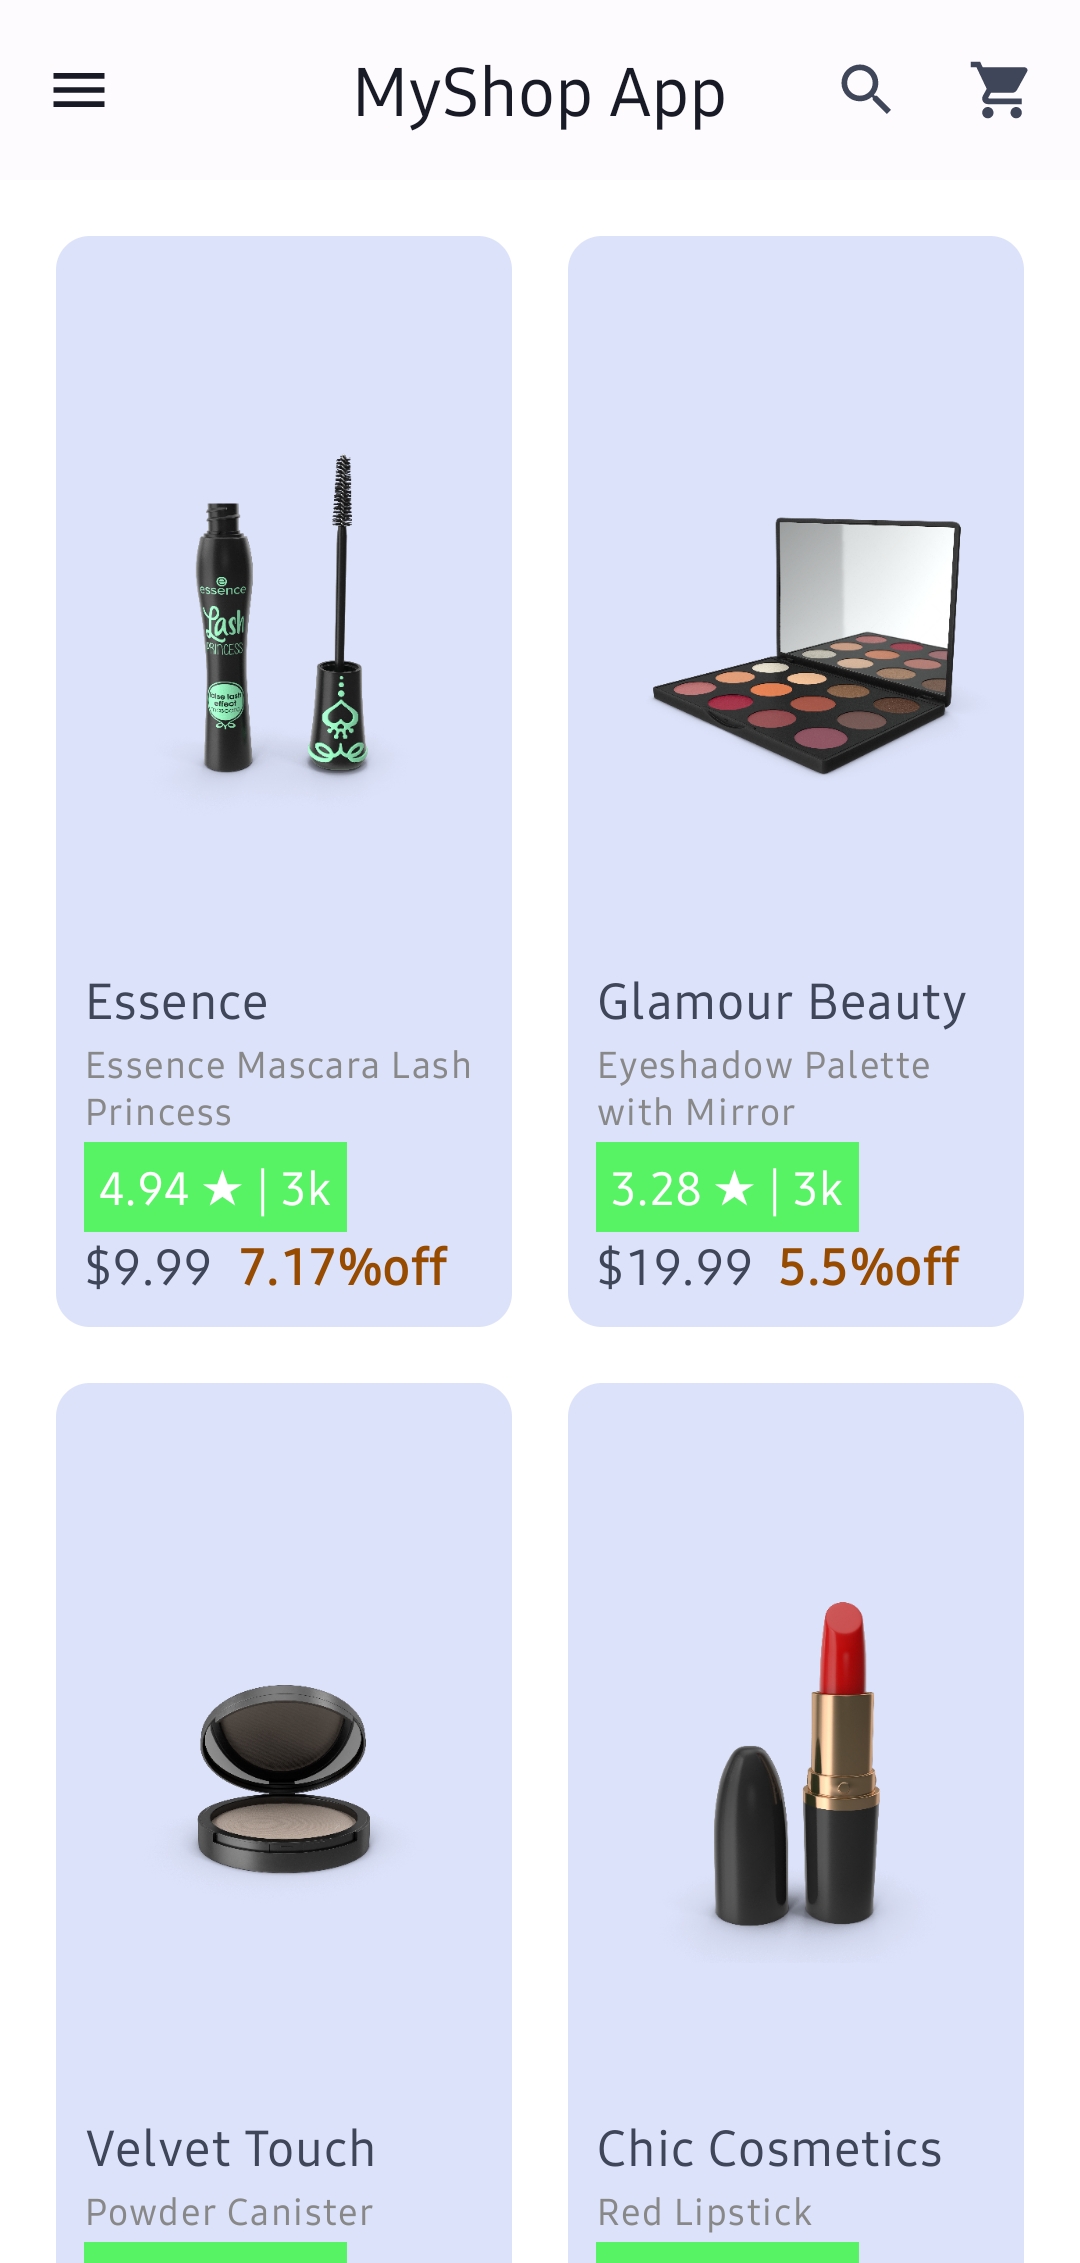 MyShop App
essence
Lash
PRINCESS
false lash
effect
mascara
Essence
Essence Mascara Lash
Princess
4.94 ★ | 3k
$9.99 7.17%off
Glamour Beauty
Eyeshadow Palette
with Mirror
3.28 ★ | 3k
$19.99 5.5%off
Velvet Touch
Powder Canister
Chic Cosmetics
Red Lipstick